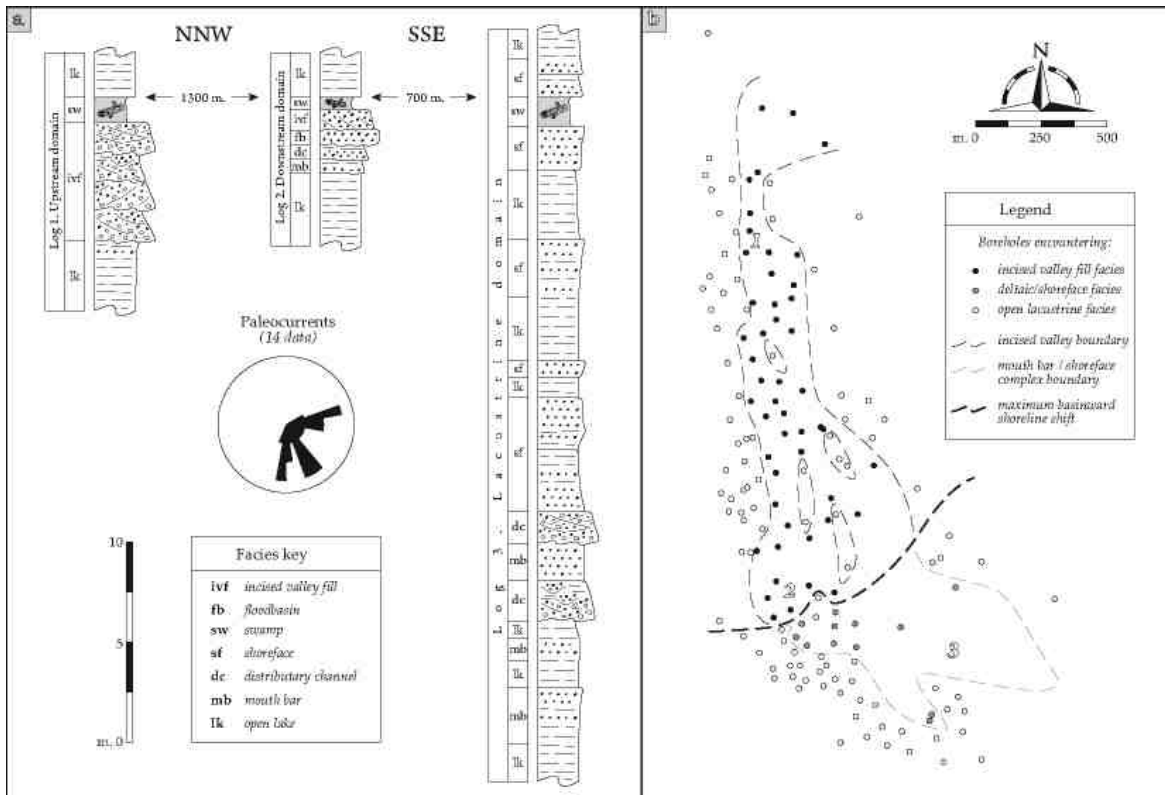 a
NNW
SSE
1300 m.
700 m.
Log 1. Upstream domain
lk
sw
ivf
lk
Log 2. Downstream domain
lk
sw
ivf
fb
dc
mb
lk
Log 3. Lacustrine domain
lk
sf
sw
sf
lk
sf
lk
sf
lk
sf
dc
mb
dc
lk
mb
lk
mb
lk
Paleocurrents
(14 data)
10
5
m. 0
Facies key
ivf incised valley fill
fb floodbasin
sw swamp
sf shoreface
dc distributary channel
mb mouth bar
lk open lake
b
N
m. 0 250 500
Legend
Boreholes encountering:
incised valley fill facies
deltaic/shoreface facies
open lacustrine facies
incised valley boundary
mouth bar / shoreface
complex boundary
maximum basinward
shoreline shift
1
2
3